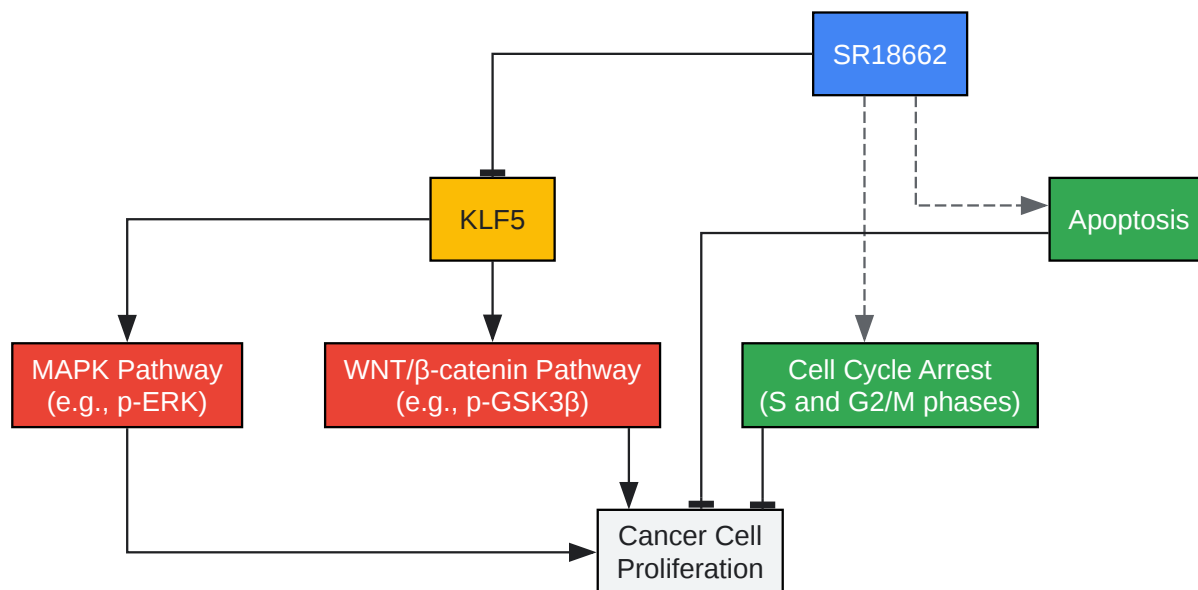 SR18662
KLF5
Apoptosis
MAPK Pathway
(e.g., p-ERK)
WNT/β-catenin Pathway
(e.g., p-GSK3β)
Cell Cycle Arrest
(S and G2/M phases)
Cancer Cell
Proliferation